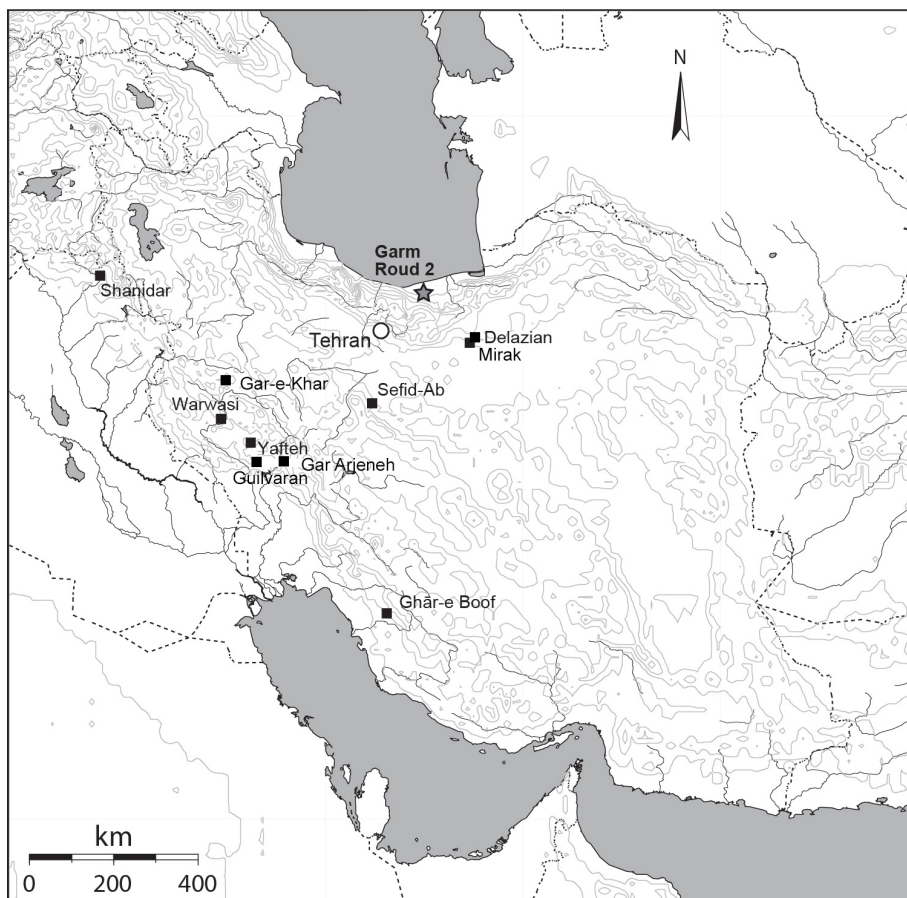 N
Garm
Roud 2
Shanidar
Tehran
Delazian
Mirak
Gar-e-Khar
Sefid-Ab
Warwasi
Yafteh
Gar Arjeneh
Guilvaran
Ghār-e Boof
km
0 200 400